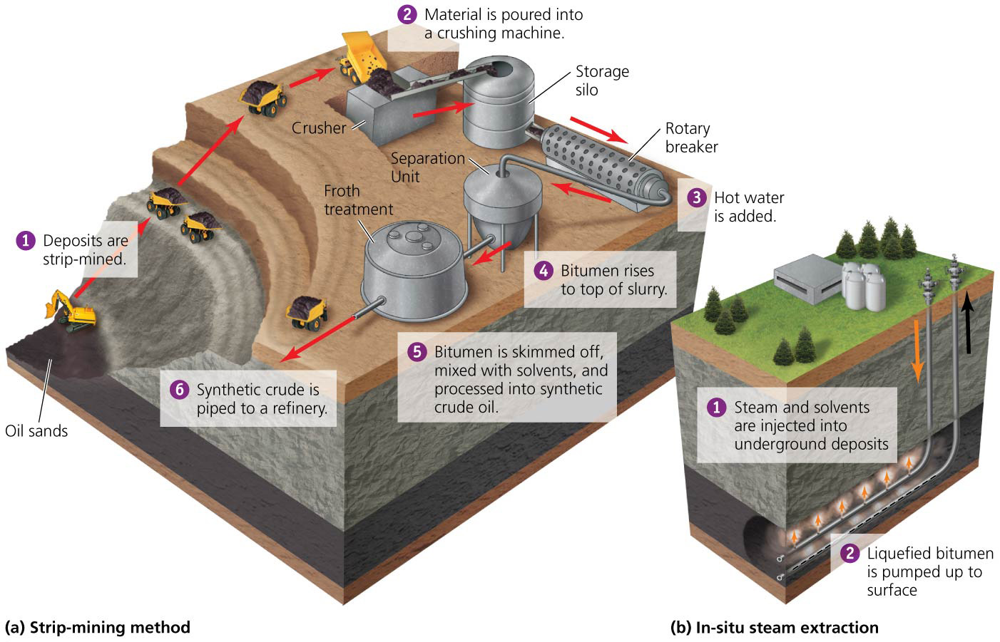 2 Material is poured into
a crushing machine.
Storage
silo
Crusher
Rotary
breaker
Separation
Unit
Froth
treatment
3 Hot water
is added.
1 Deposits are
strip-mined.
4 Bitumen rises
to top of slurry.
5 Bitumen is skimmed off,
mixed with solvents, and
processed into synthetic
crude oil.
6 Synthetic crude is
piped to a refinery.
Oil sands
1 Steam and solvents
are injected into
underground deposits
2 Liquefied bitumen
is pumped up to
surface
(a) Strip-mining method
(b) In-situ steam extraction